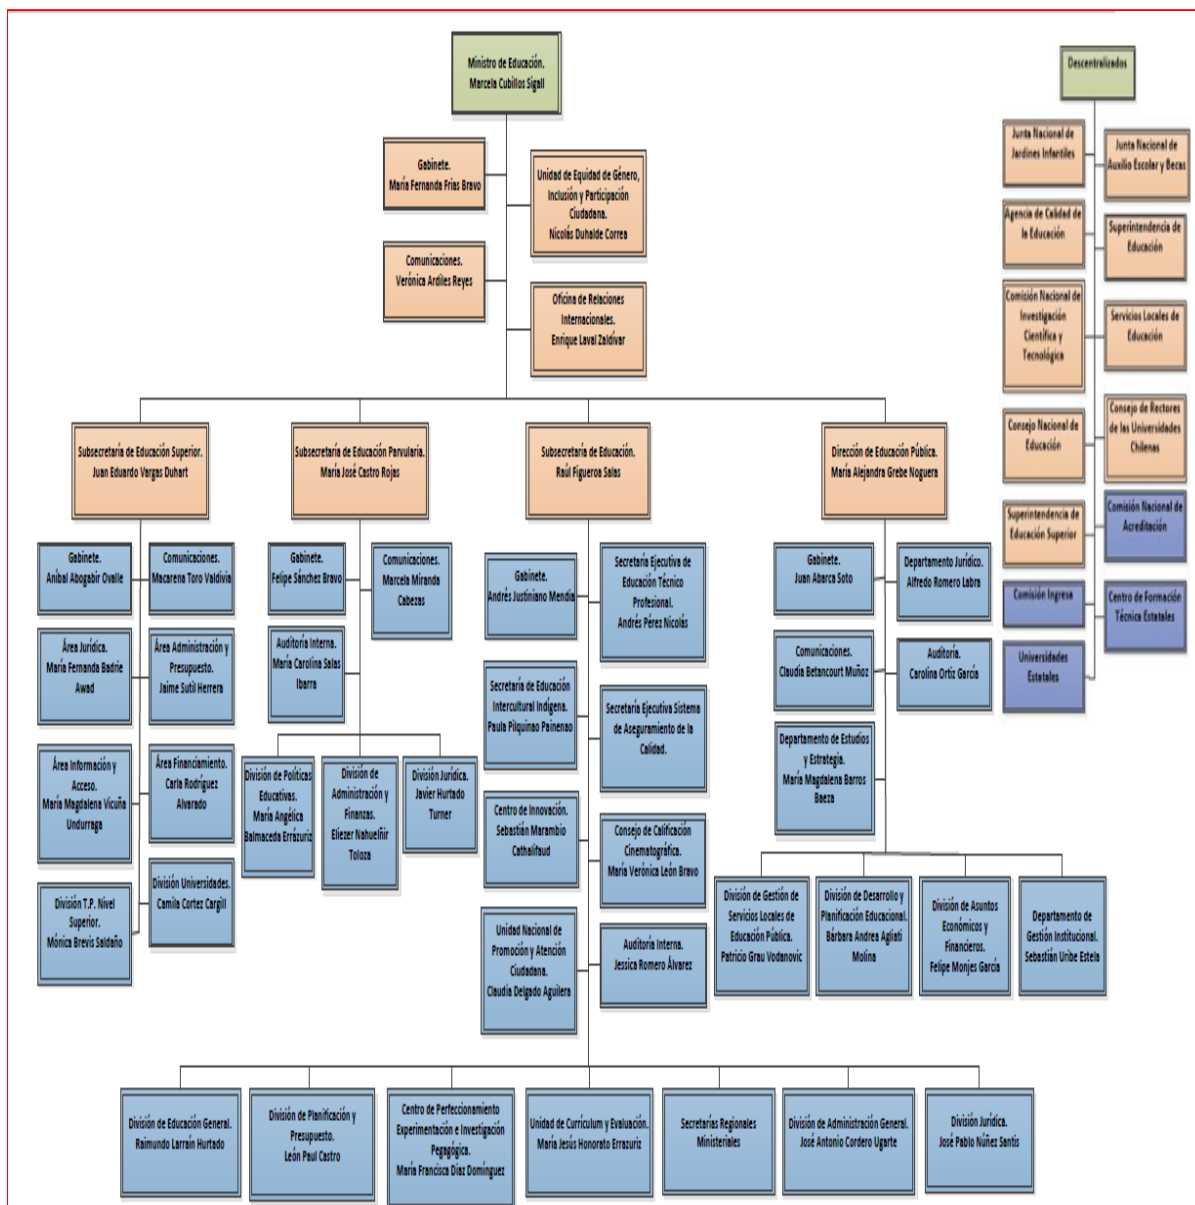 Ministro de Educación.
Marcela Cubillos Sigall
Gabinete.
María Fernanda Frias Bravo
Unidad de Equidad de Género,
Inclusión y Participación
Ciudadana.
Nicolás Duhalde Correa
Comunicaciones.
Verónica Ardiles Reyes
Oficina de Relaciones
Internacionales.
Enrique Laval Zaldívar
Subsecretaría de Educación Superior.
Juan Eduardo Vargas Duhart
Subsecretaría de Educación Parvularia.
María José Castro Rojas
Subsecretaría de Educación.
Raúl Figueroa Salas
Dirección de Educación Pública.
María Alejandra Grebe Noguera
Gabinete.
Aníbal Abogabir Ovalle
Comunicaciones.
Macarena Toro Valdivia
Área Jurídica.
María Fernanda Badrie
Awad
Área Administración y
Presupuesto.
Jaime Sutil Herrera
Área Información y
Acceso.
María Magdalena Vicuña
Undurraga
Área Financiamiento.
Carla Rodríguez
Alvarado
División T.P. Nivel
Superior.
Mónica Brevis Saldaño
División Universidades.
Camila Cortez Cargill
Gabinete.
Felipe Sánchez Bravo
Comunicaciones.
Marcela Miranda
Cabezas
Auditoría Interna.
María Carolina Salas
Ibarra
División de Políticas
Educativas.
María Angélica
Balmaceda Errázuriz
División de
Administración y
Finanzas.
Eliezer Nahuelñir
Toloza
División Jurídica.
Javier Hurtado
Turner
Gabinete.
Andrés Justiniano Mendía
Secretaría Ejecutiva de
Educación Técnico
Profesional.
Andrés Pérez Nicolás
Secretaría de Educación
Intercultural Indígena.
Paula Pilquinao Painenao
Secretaría Ejecutiva Sistema
de Aseguramiento de la
Calidad.
Centro de Innovación.
Sebastián Marambio
Cathalifaud
Consejo de Calificación
Cinematográfica.
María Verónica León Bravo
Unidad Nacional de
Promoción y Atención
Ciudadana.
Claudia Delgado Aguilera
Auditoría Interna.
Jessica Romero Álvarez
Gabinete.
Juan Abarca Soto
Departamento Jurídico.
Alfredo Romero Labra
Comunicaciones.
Claudia Betancourt Muñoz
Auditoría.
Carolina Ortiz García
Departamento de Estudios
y Estrategia.
María Magdalena Barros
Baeza
División de Gestión de
Servicios Locales de
Educación Pública.
Patricio Grau Vodanovic
División de Desarrollo y
Planificación Educacional.
Bárbara Andrea Agliati
Molina
División de Asuntos
Económicos y
Financieros.
Felipe Monjes García
Departamento de
Gestión Institucional.
Sebastián Uribe Estela
División de Educación General.
Raimundo Larraín Hurtado
División de Planificación y
Presupuesto.
León Paul Castro
Centro de Perfeccionamiento
Experimentación e Investigación
Pegagógica.
María Francisca Díaz Domínguez
Unidad de Currículum y Evaluación.
María Jesús Honorato Errazuriz
Secretarías Regionales
Ministeriales
División de Administración General.
José Antonio Cordero Ugarte
División Jurídica.
José Pablo Núñez Santis
Descentralizados
Junta Nacional de
Jardines Infantiles
Junta Nacional de
Auxilio Escolar y Becas
Agencia de Calidad de
la Educación
Superintendencia de
Educación
Comisión Nacional de
Investigación
Científica y
Tecnológica
Servicios Locales de
Educación
Consejo Nacional de
Educación
Consejo de Rectores
de las Universidades
Chilenas
Superintendencia de
Educación Superior
Comisión Nacional de
Acreditación
Comisión Ingresa
Centro de Formación
Técnica Estatales
Universidades
Estatales